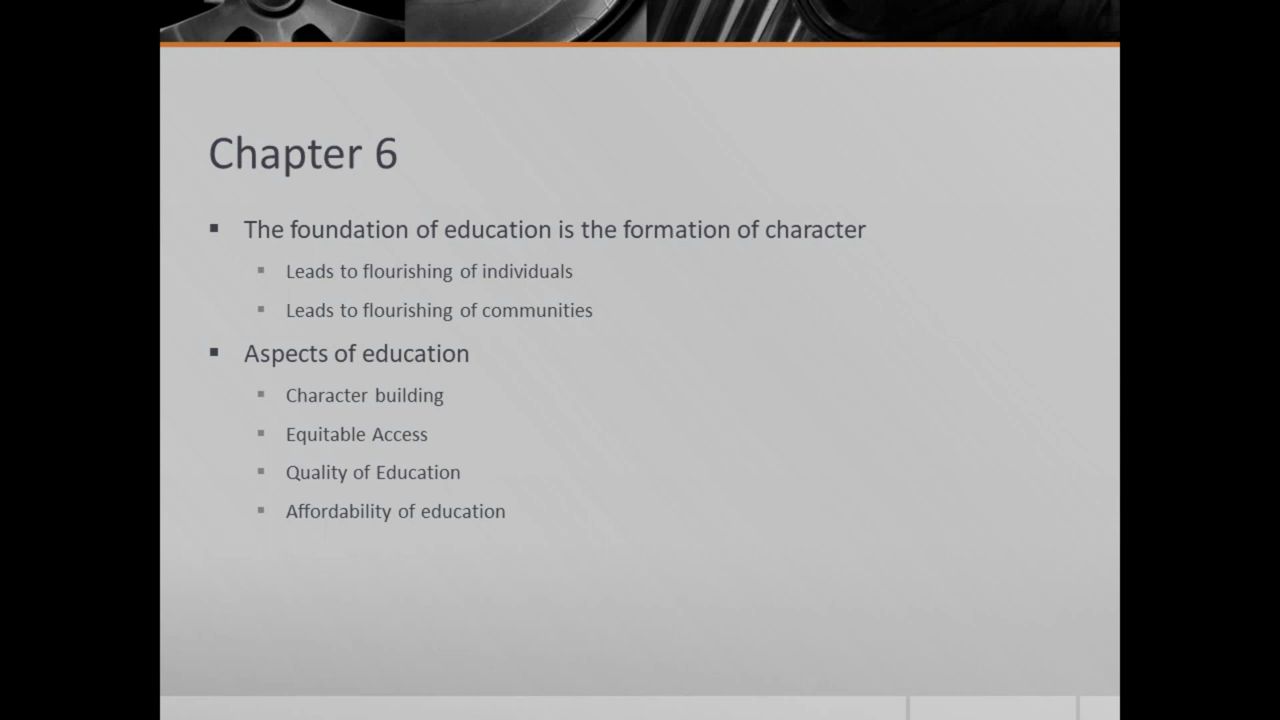 Chapter 6
The foundation of education is the formation of character
Leads to flourishing of individuals
Leads to flourishing of communities
Aspects of education
Character building
Equitable Access
Quality of Education
Affordability of education